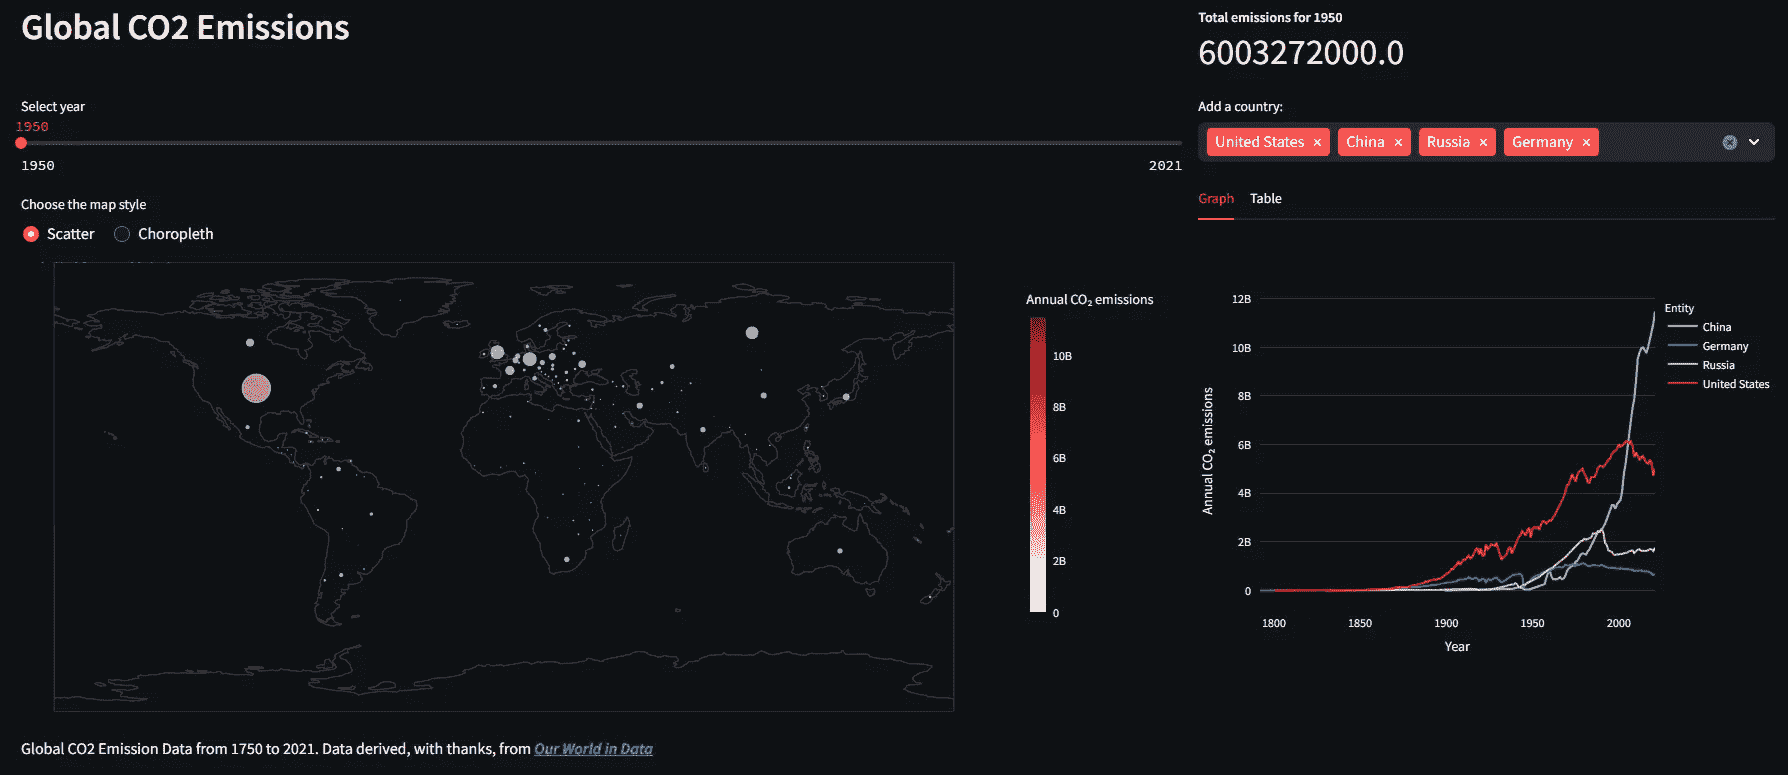 Global CO2 Emissions
Select year
1950
1950 2021
Choose the map style
Scatter Choropleth
Annual CO₂ emissions
10B
8B
6B
4B
2B
0
Global CO2 Emission Data from 1750 to 2021. Data derived, with thanks, from Our World in Data
Total emissions for 1950
6003272000.0
Add a country:
United States × China × Russia × Germany ×
Graph Table
Annual CO₂ emissions
12B
10B
8B
6B
4B
2B
0
1800 1850 1900 1950 2000
Year
Entity
China
Germany
Russia
United States